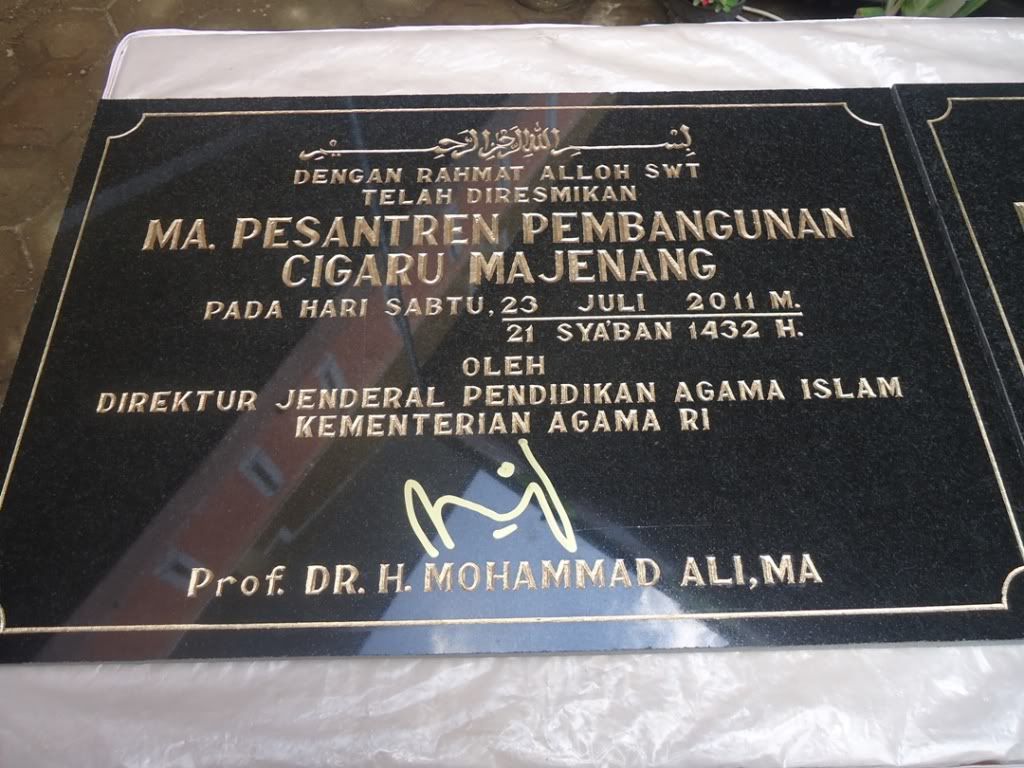 بسم الله الرحمن الرحيم
DENGAN RAHMAT ALLOH SWT
TELAH DIRESMIKAN
MA. PESANTREN PEMBANGUNAN
CIGARU MAJENANG
PADA HARI SABTU, 23 JULI 2011 M.
21 SYA'BAN 1432 H.
OLEH
DIREKTUR JENDERAL PENDIDIKAN AGAMA ISLAM
KEMENTERIAN AGAMA RI
Prof. DR. H. MOHAMMAD ALI, MA